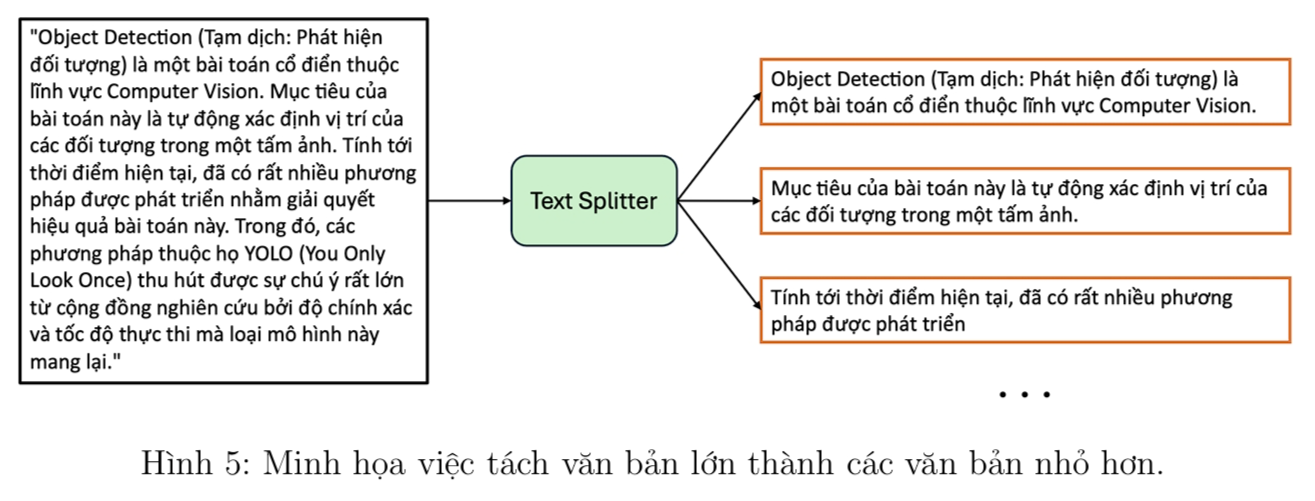 "Object Detection (Tạm dịch: Phát hiện
đối tượng) là một bài toán cổ điển thuộc
lĩnh vực Computer Vision. Mục tiêu của
bài toán này là tự động xác định vị trí của
các đối tượng trong một tấm ảnh. Tính tới
thời điểm hiện tại, đã có rất nhiều phương
pháp được phát triển nhằm giải quyết
hiệu quả bài toán này. Trong đó, các
phương pháp thuộc họ YOLO (You Only
Look Once) thu hút được sự chú ý rất lớn
từ cộng đồng nghiên cứu bởi độ chính xác
và tốc độ thực thi mà loại mô hình này
mang lại."
Text Splitter
Object Detection (Tạm dịch: Phát hiện đối tượng) là
một bài toán cổ điển thuộc lĩnh vực Computer Vision.
Mục tiêu của bài toán này là tự động xác định vị trí của
các đối tượng trong một tấm ảnh.
Tính tới thời điểm hiện tại, đã có rất nhiều phương
pháp được phát triển
. . .
Hình 5: Minh họa việc tách văn bản lớn thành các văn bản nhỏ hơn.